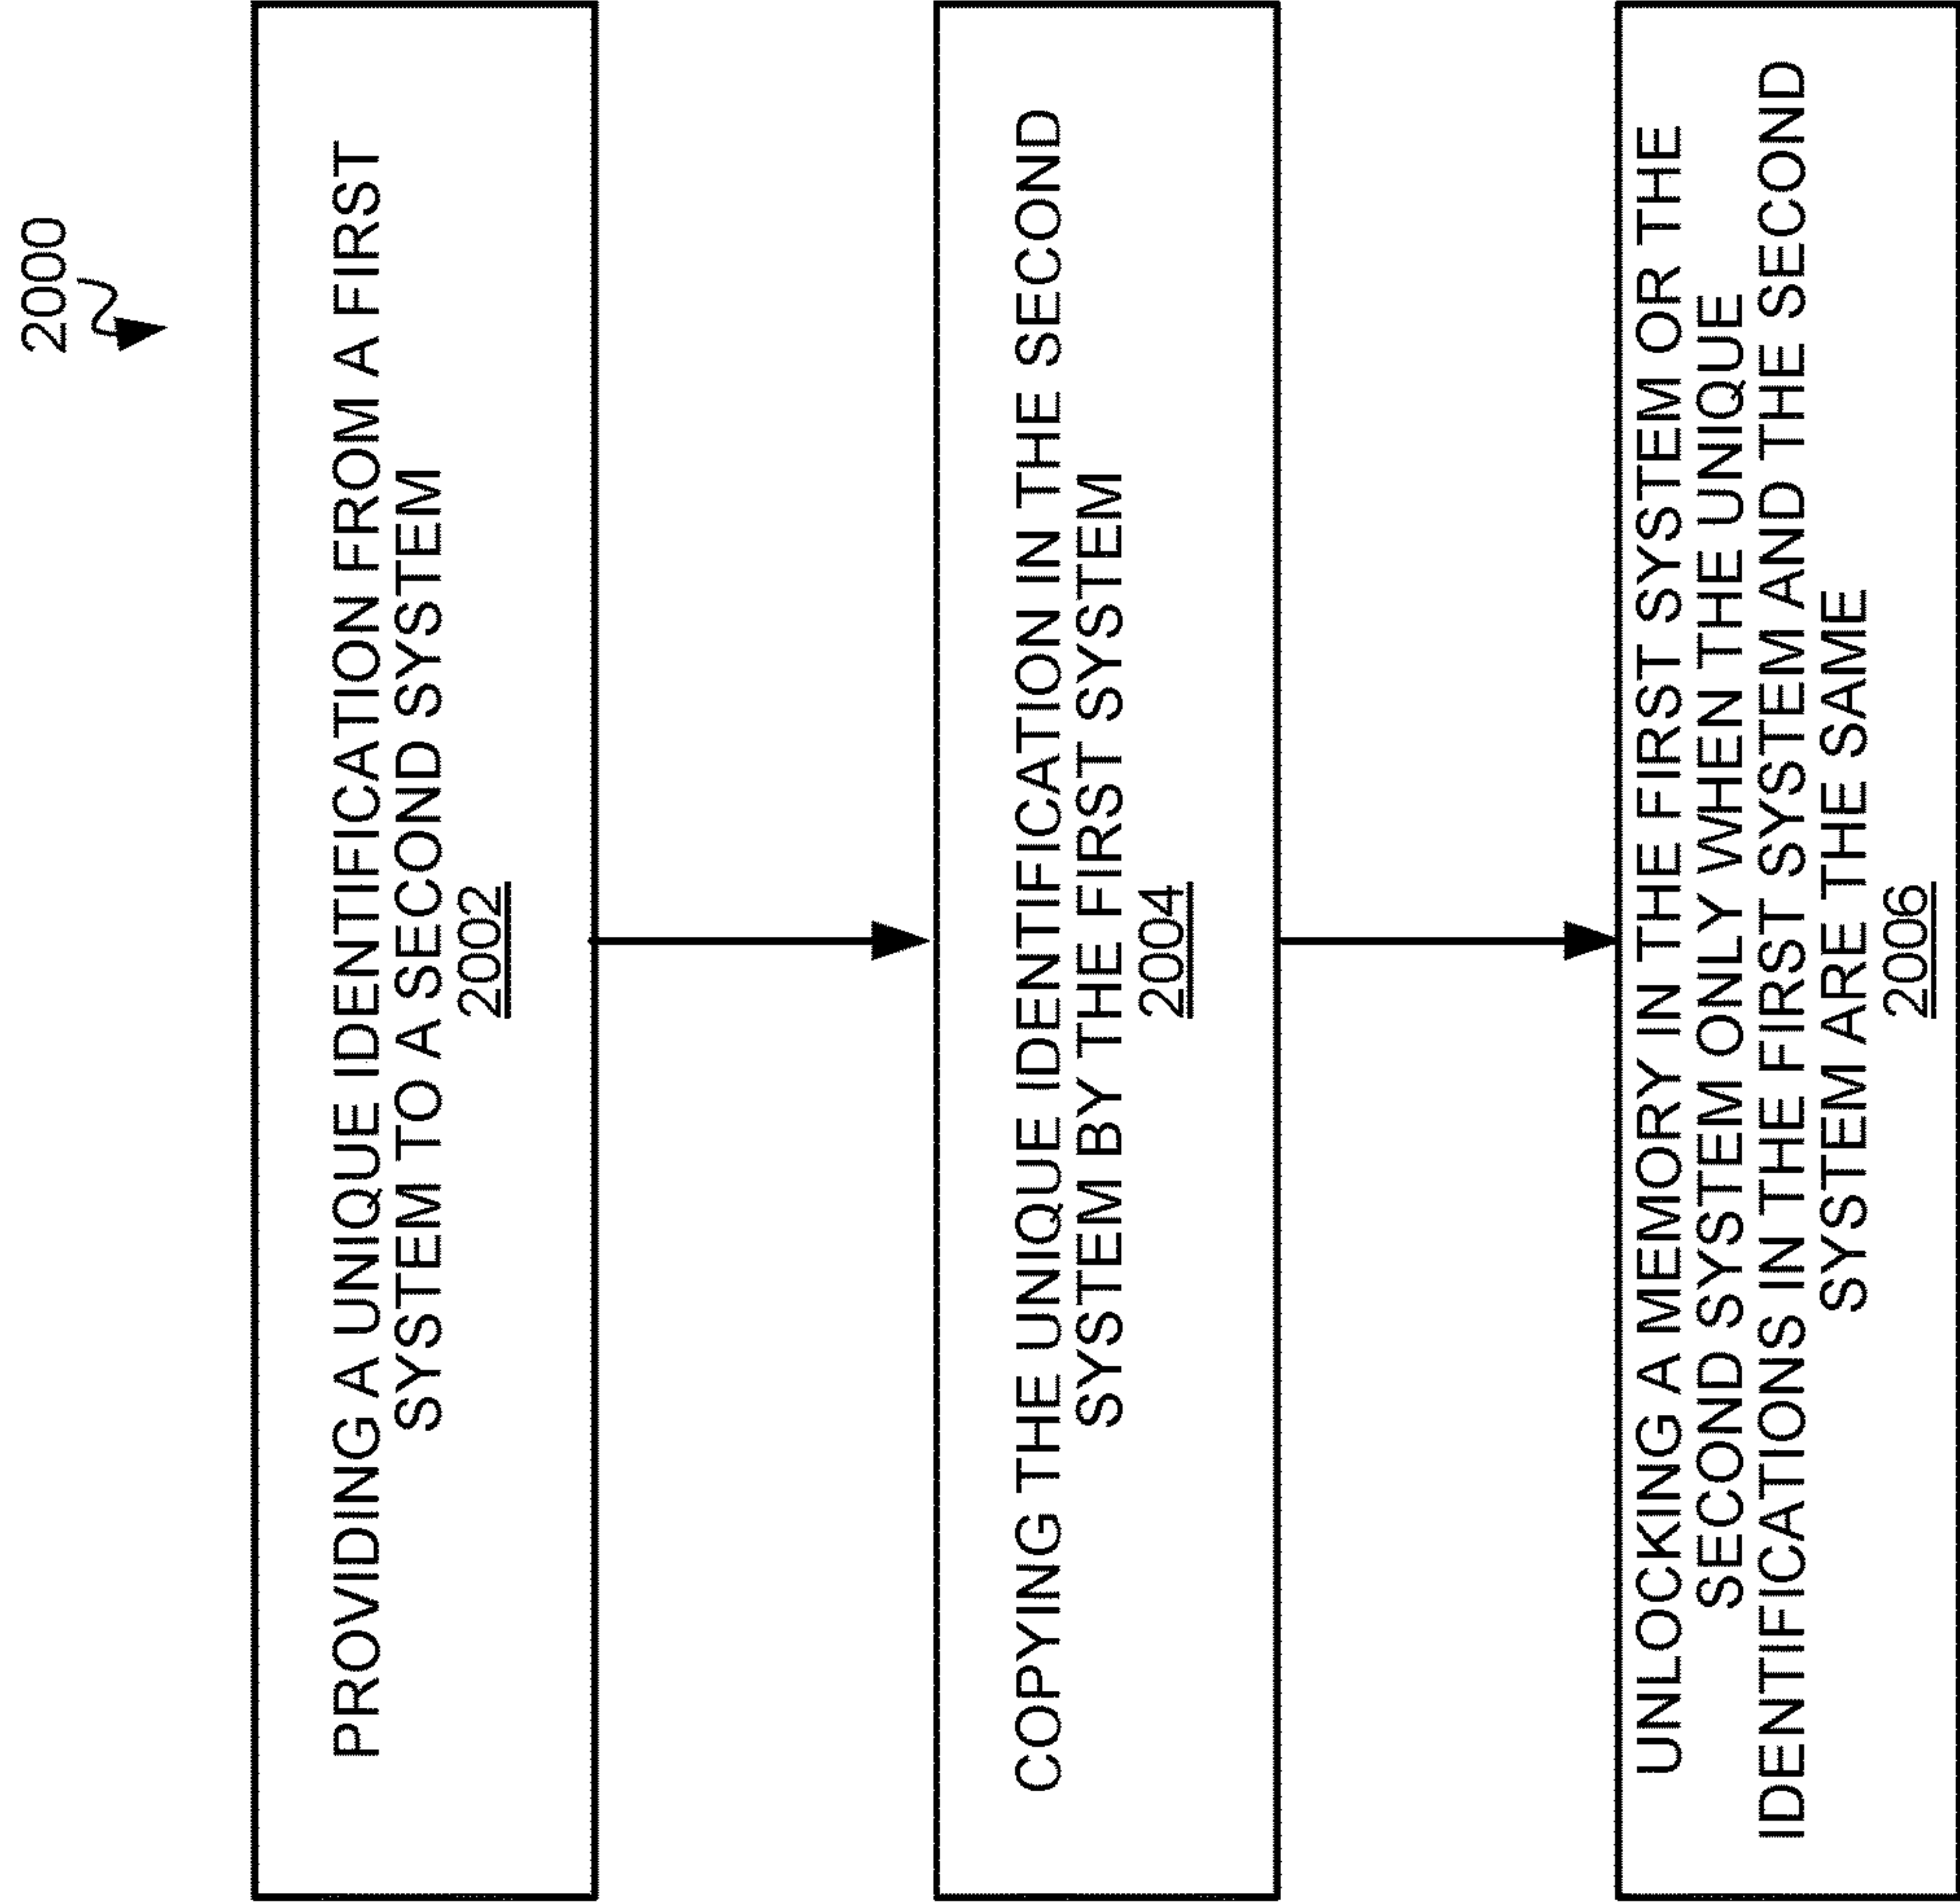 2000
PROVIDING A UNIQUE IDENTIFICATION FROM A FIRST
SYSTEM TO A SECOND SYSTEM
2002
COPYING THE UNIQUE IDENTIFICATION IN THE SECOND
SYSTEM BY THE FIRST SYSTEM
2004
UNLOCKING A MEMORY IN THE FIRST SYSTEM OR THE
SECOND SYSTEM ONLY WHEN THE UNIQUE
IDENTIFICATIONS IN THE FIRST SYSTEM AND THE SECOND
SYSTEM ARE THE SAME
2006